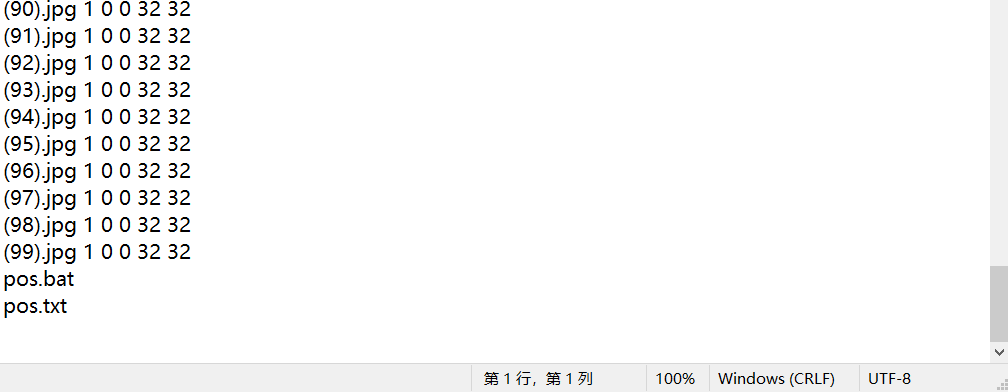 (90).jpg 1 0 0 32 32
(91).jpg 1 0 0 32 32
(92).jpg 1 0 0 32 32
(93).jpg 1 0 0 32 32
(94).jpg 1 0 0 32 32
(95).jpg 1 0 0 32 32
(96).jpg 1 0 0 32 32
(97).jpg 1 0 0 32 32
(98).jpg 1 0 0 32 32
(99).jpg 1 0 0 32 32
pos.bat
pos.txt
第 1 行，第 1 列 100% Windows (CRLF) UTF-8